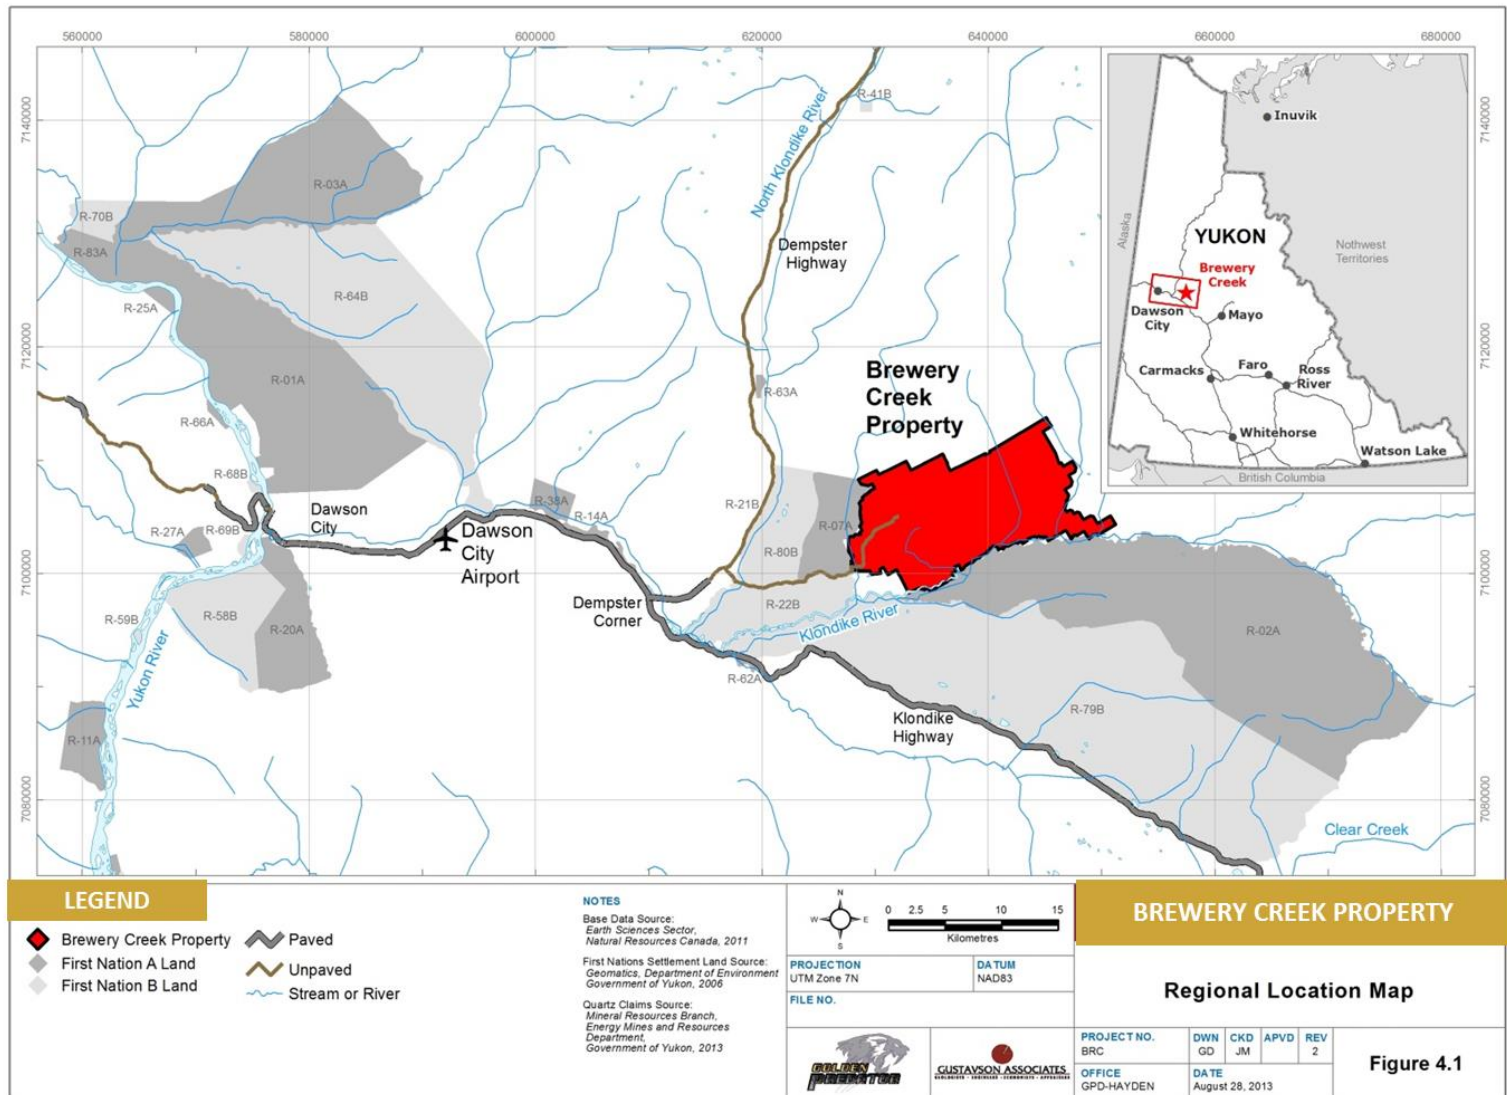 560000
580000
600000
620000
640000
660000
680000
7140000
7120000
7100000
7080000
7140000
7120000
7100000
7080000
R-41B
North Klondike River
R-03A
R-70B
R-83A
Dempster
Highway
R-64B
R-25A
R-01A
R-63A
R-66A
Brewery
Creek
Property
R-68B
Dawson
City
R-38A
R-14A
R-21B
R-07A
R-27A
R-69B
Dawson
City
Airport
R-80B
Dempster
Corner
R-22B
Klondike River
R-59B
R-58B
R-20A
R-02A
Yukon River
R-62A
R-11A
Klondike
Highway
R-79B
Clear Creek
Inuvik
Alaska
YUKON
Nothwest
Territories
Brewery
Creek
Dawson
City
Mayo
Carmacks
Faro
Ross
River
Whitehorse
Watson Lake
British Columbia
LEGEND
Brewery Creek Property
First Nation A Land
First Nation B Land
Paved
Unpaved
Stream or River
NOTES
Base Data Source:
Earth Sciences Sector,
Natural Resources Canada, 2011
First Nations Settlement Land Source:
Geomatics, Department of Environment
Government of Yukon, 2006
Quartz Claims Source:
Mineral Resources Branch,
Energy Mines and Resources
Department,
Government of Yukon, 2013
N
W
E
S
0 2.5 5 10 15
Kilometres
PROJECTION
UTM Zone 7N
DATUM
NAD83
FILE NO.
GOLDEN
PREDATOR
GUSTAVSON ASSOCIATES
GEOLOGISTS • ENGINEERS • ECONOMISTS • APPRAISERS
BREWERY CREEK PROPERTY
Regional Location Map
PROJECT NO.
BRC
DWN
GD
CKD
JM
APVD
REV
2
OFFICE
GPD-HAYDEN
DATE
August 28, 2013
Figure 4.1